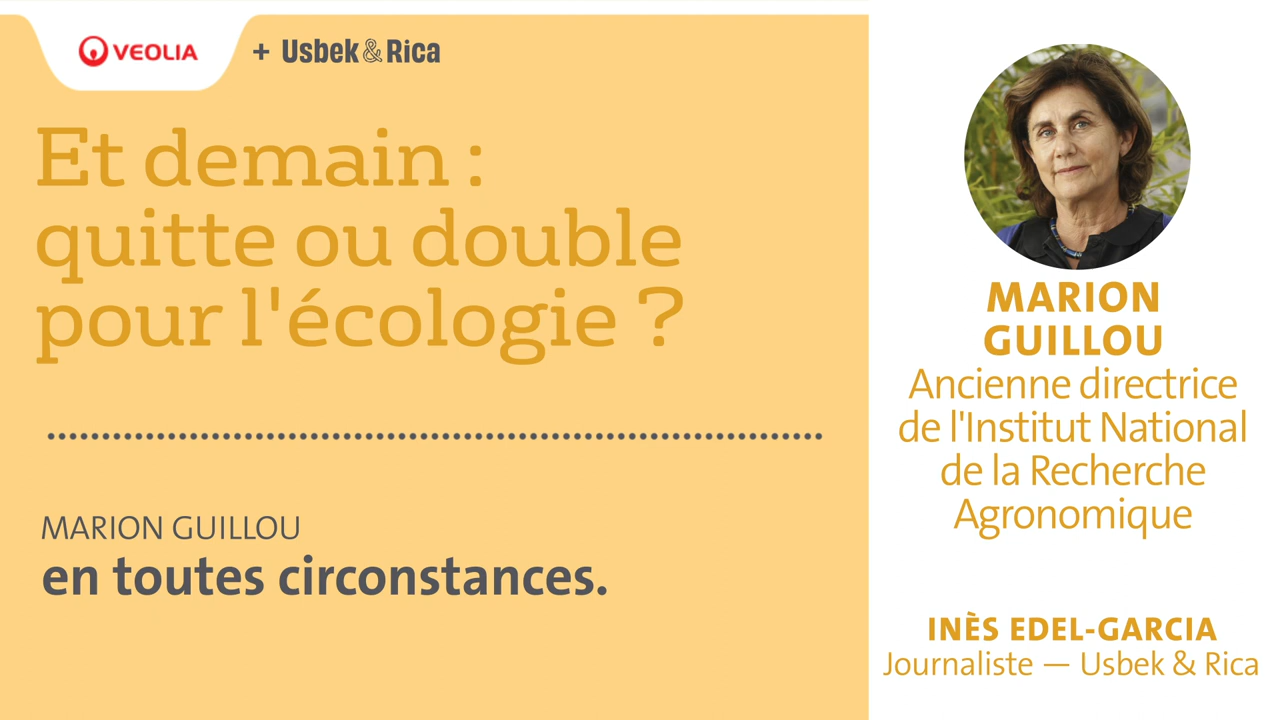 VEOLIA + Usbek & Rica
Et demain :
quitte ou double
pour l'écologie ?
MARION GUILLOU
en toutes circonstances.
MARION
GUILLOU
Ancienne directrice
de l'Institut National
de la Recherche
Agronomique
INÈS EDEL-GARCIA
Journaliste — Usbek & Rica